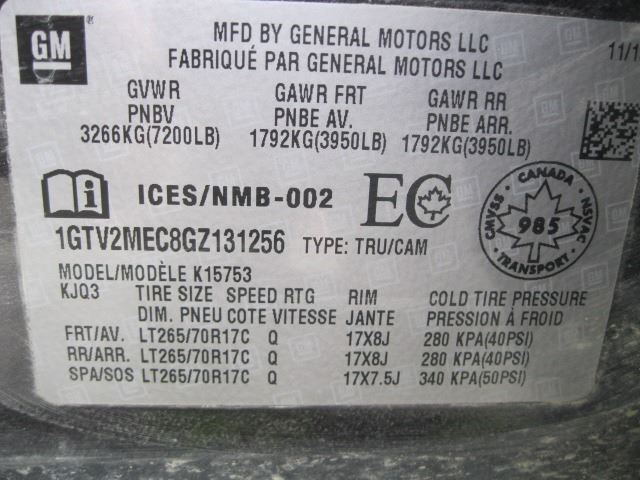 GM
MFD BY GENERAL MOTORS LLC
FABRIQUÉ PAR GENERAL MOTORS LLC
11/1
GVWR GAWR FRT GAWR RR
PNBV PNBE AV. PNBE ARR.
3266KG(7200LB) 1792KG(3950LB) 1792KG(3950LB)
i ICES/NMB-002 EC
CANADA
CMVSS 985 NSVAC
TRANSPORT
1GTV2MEC8GZ131256 TYPE: TRU/CAM
MODEL/MODÈLE K15753
KJQ3 TIRE SIZE SPEED RTG RIM COLD TIRE PRESSURE
DIM. PNEU COTE VITESSE JANTE PRESSION À FROID
FRT/AV. LT265/70R17C Q 17X8J 280 KPA(40PSI)
RR/ARR. LT265/70R17C Q 17X8J 280 KPA(40PSI)
SPA/SOS LT265/70R17C Q 17X7.5J 340 KPA(50PSI)